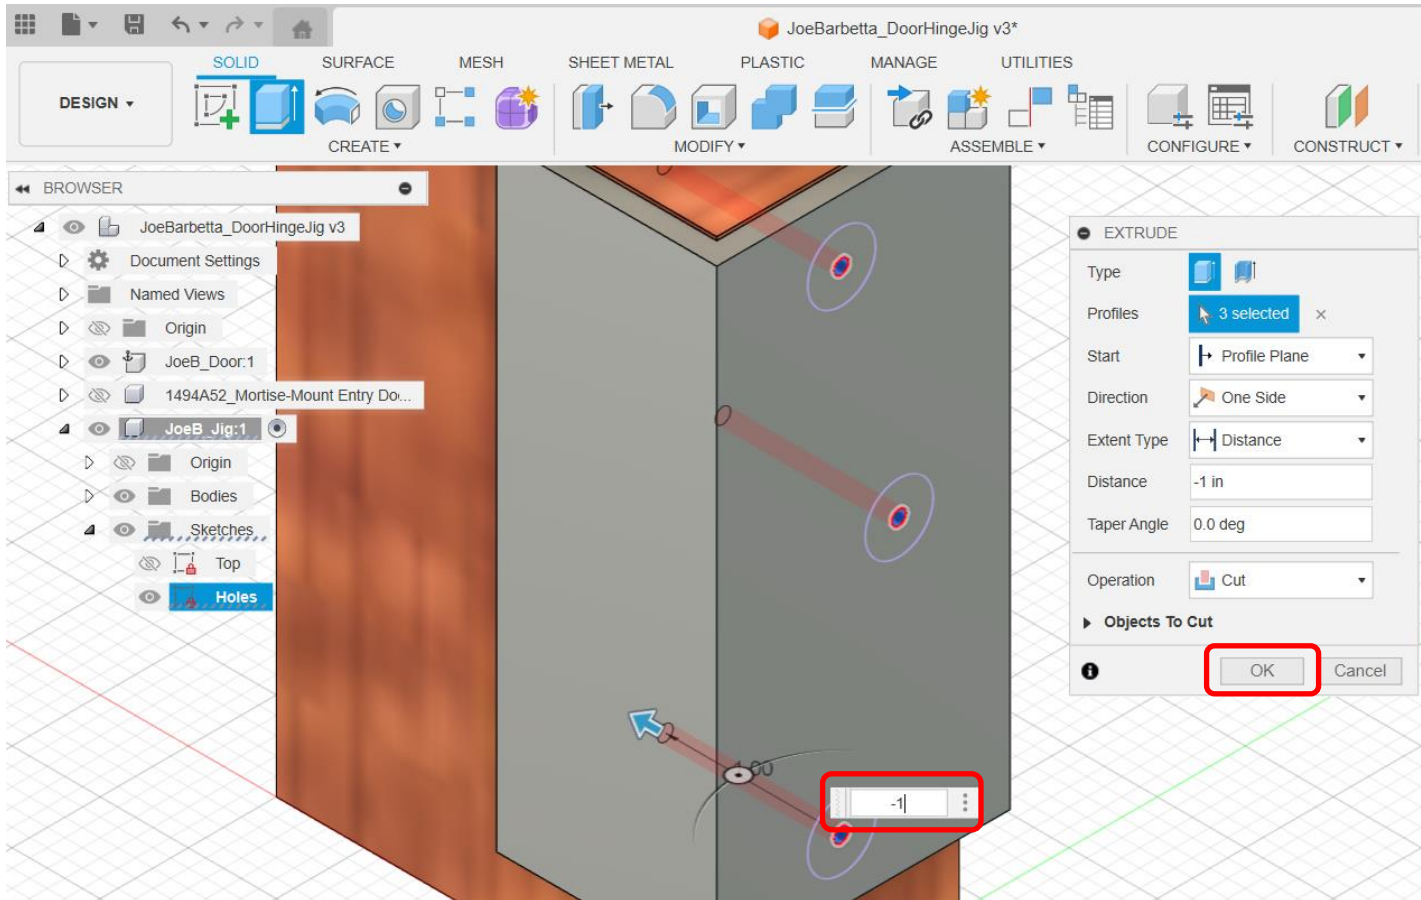 JoeBarbetta_DoorHingeJig v3*
SOLID SURFACE MESH SHEET METAL PLASTIC MANAGE UTILITIES
DESIGN
CREATE MODIFY ASSEMBLE CONFIGURE CONSTRUCT
BROWSER
JoeBarbetta_DoorHingeJig v3
Document Settings
Named Views
Origin
JoeB_Door:1
1494A52_Mortise-Mount Entry Do...
JoeB_Jig:1
Origin
Bodies
Sketches
Top
Holes
EXTRUDE
Type
Profiles 3 selected
Start Profile Plane
Direction One Side
Extent Type Distance
Distance -1 in
Taper Angle 0.0 deg
Operation Cut
Objects To Cut
OK Cancel
-1